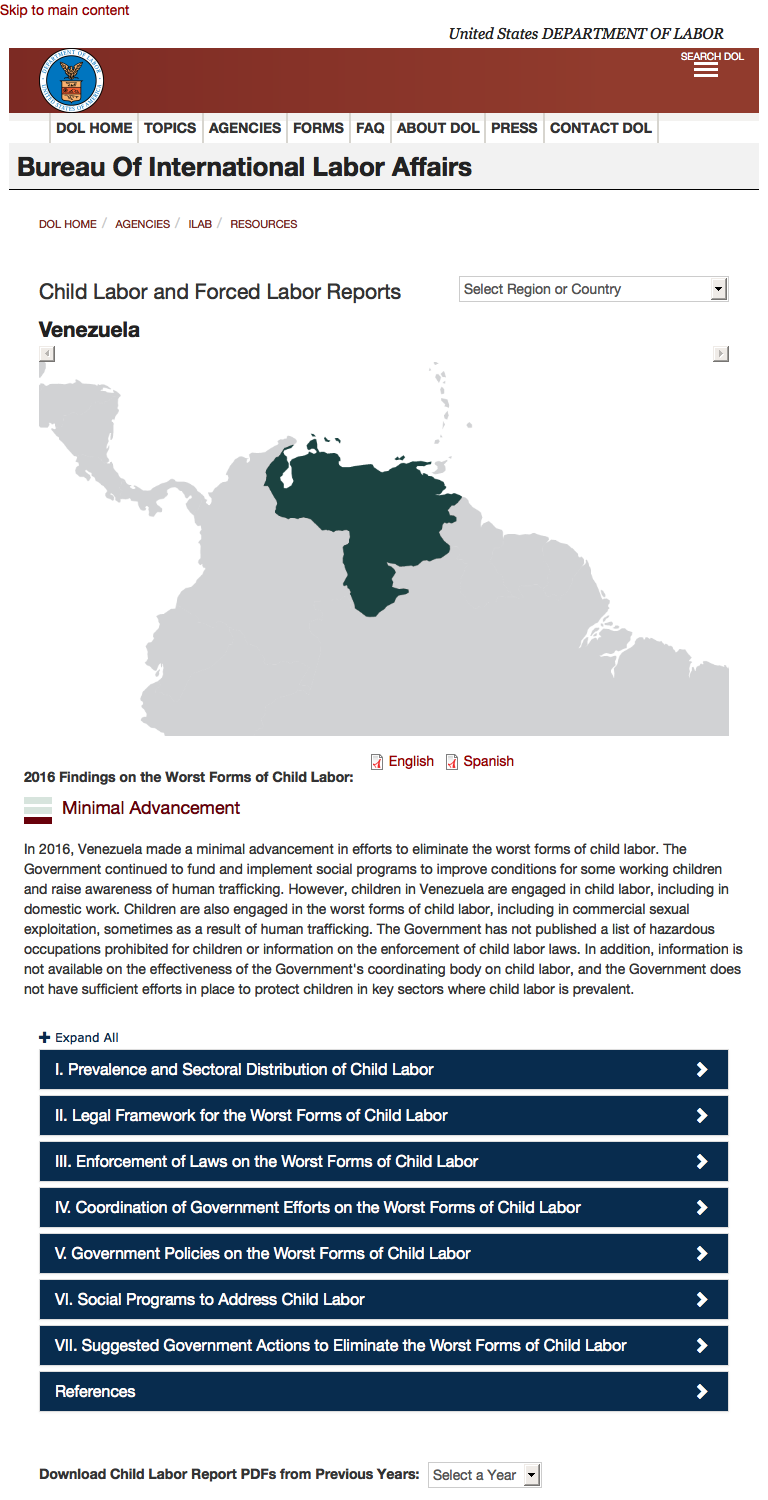 Skip to main content
United States DEPARTMENT OF LABOR
SEARCH DOL
DEPARTMENT OF LABOR
UNITED STATES OF AMERICA
DOL HOME TOPICS AGENCIES FORMS FAQ ABOUT DOL PRESS CONTACT DOL
Bureau Of International Labor Affairs
DOL HOME / AGENCIES / ILAB / RESOURCES
Child Labor and Forced Labor Reports
Select Region or Country
Venezuela
English Spanish
2016 Findings on the Worst Forms of Child Labor:
Minimal Advancement
In 2016, Venezuela made a minimal advancement in efforts to eliminate the worst forms of child labor. The
Government continued to fund and implement social programs to improve conditions for some working children
and raise awareness of human trafficking. However, children in Venezuela are engaged in child labor, including in
domestic work. Children are also engaged in the worst forms of child labor, including in commercial sexual
exploitation, sometimes as a result of human trafficking. The Government has not published a list of hazardous
occupations prohibited for children or information on the enforcement of child labor laws. In addition, information is
not available on the effectiveness of the Government's coordinating body on child labor, and the Government does
not have sufficient efforts in place to protect children in key sectors where child labor is prevalent.
Expand All
I. Prevalence and Sectoral Distribution of Child Labor
II. Legal Framework for the Worst Forms of Child Labor
III. Enforcement of Laws on the Worst Forms of Child Labor
IV. Coordination of Government Efforts on the Worst Forms of Child Labor
V. Government Policies on the Worst Forms of Child Labor
VI. Social Programs to Address Child Labor
VII. Suggested Government Actions to Eliminate the Worst Forms of Child Labor
References
Download Child Labor Report PDFs from Previous Years: Select a Year